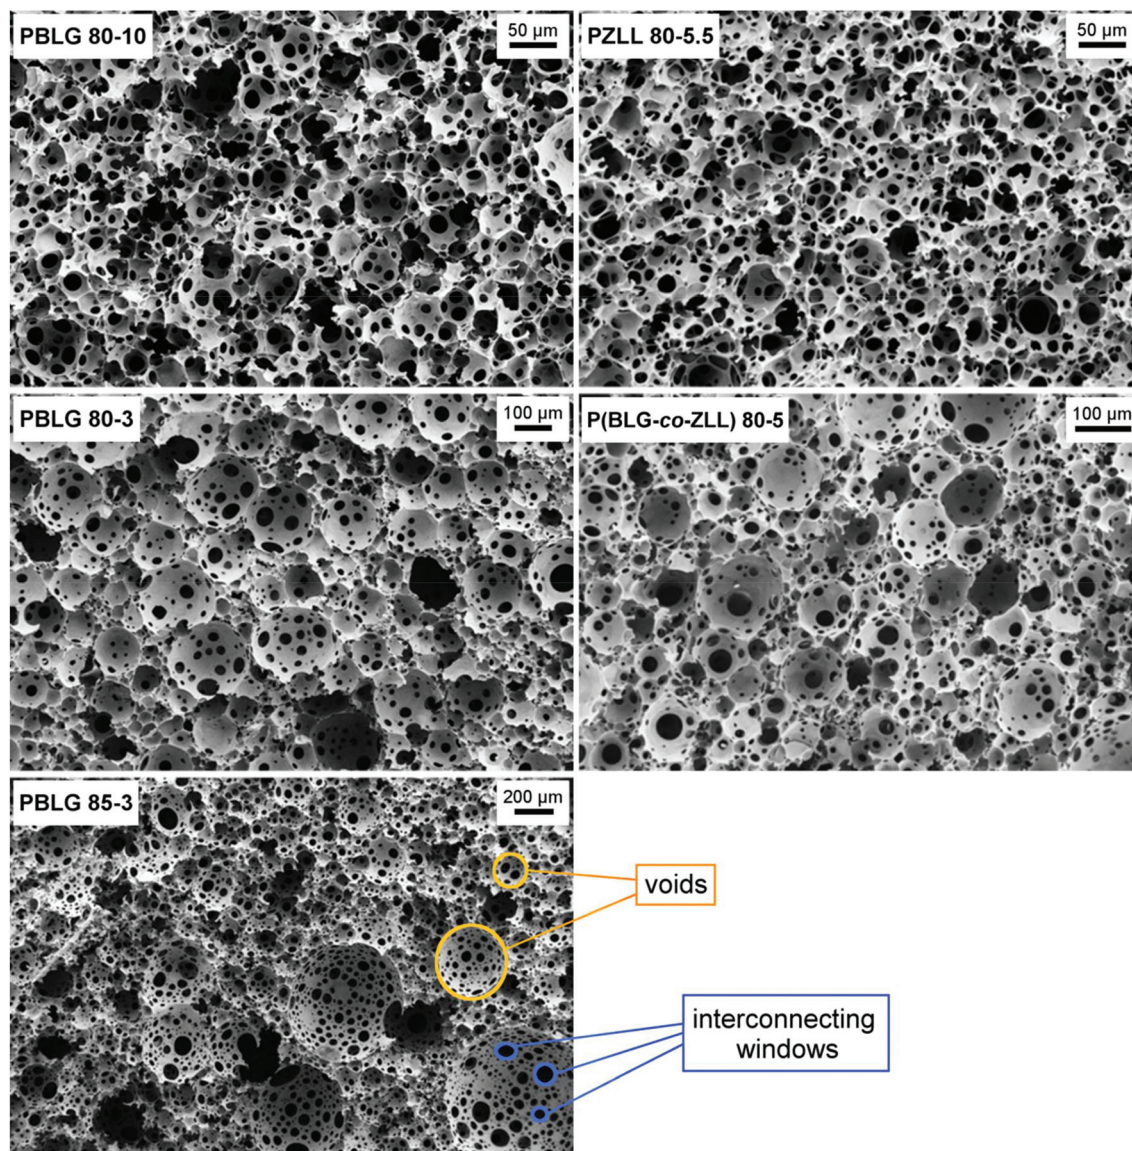 PBLG 80-10
50 µm
PZLL 80-5.5
50 µm
PBLG 80-3
100 µm
P(BLG-co-ZLL) 80-5
100 µm
PBLG 85-3
200 µm
voids
interconnecting
windows